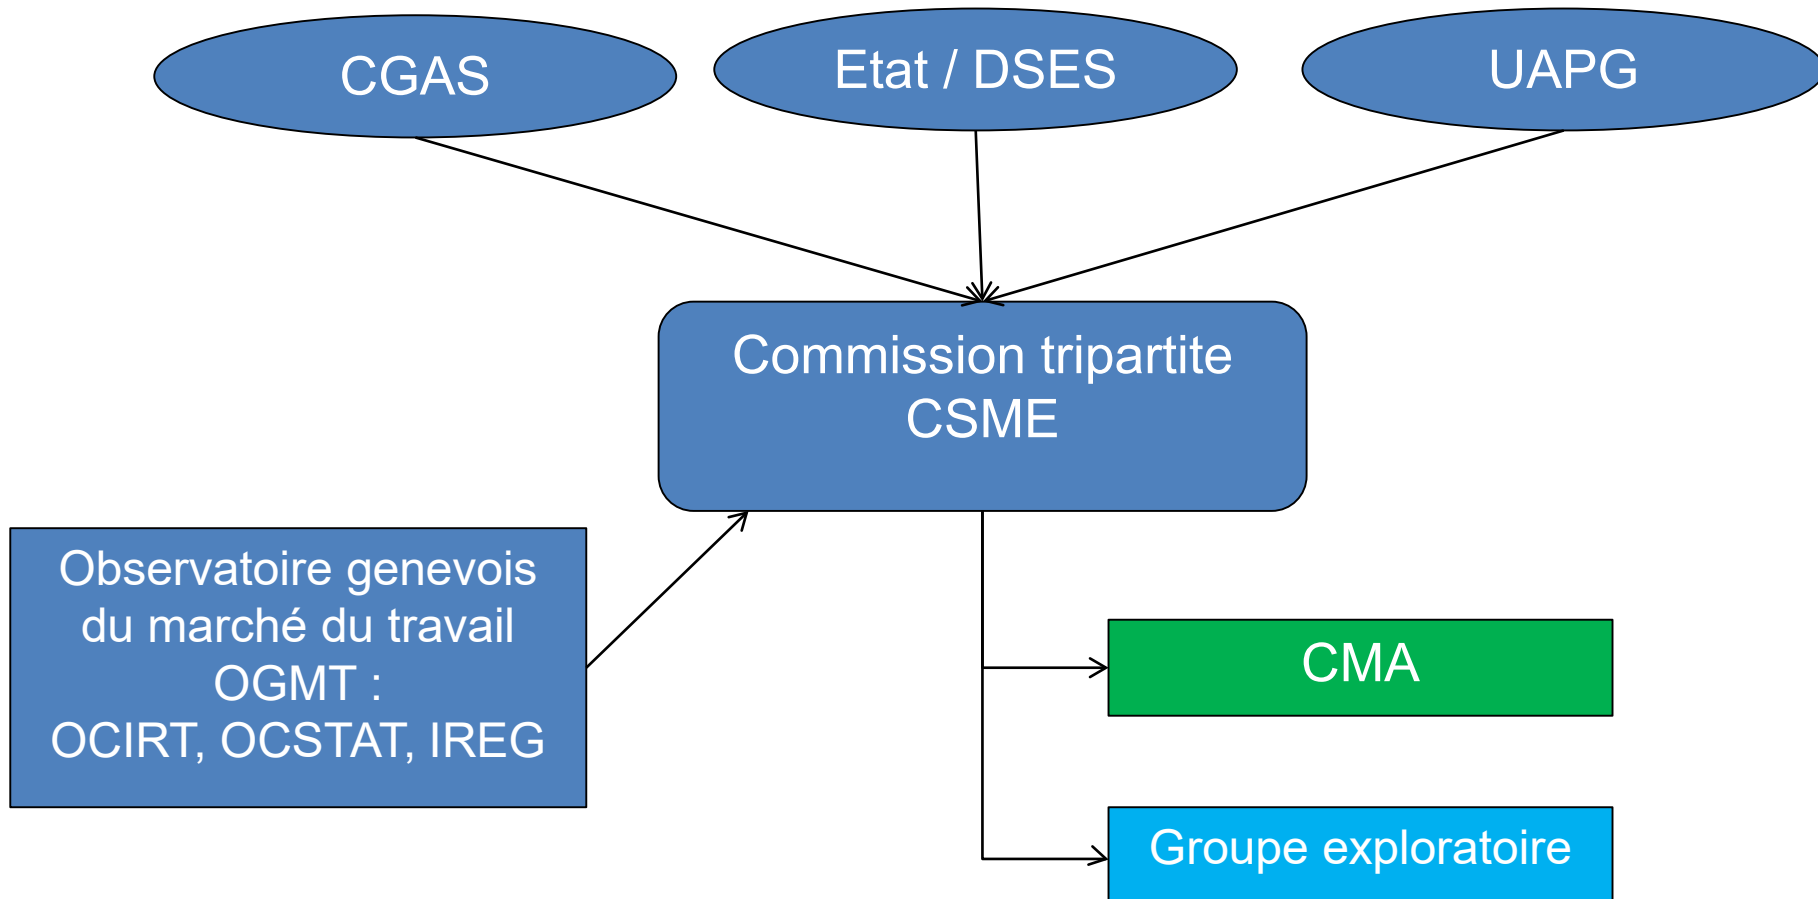 CGAS
Etat / DSES
UAPG
Commission tripartite
CSME
Observatoire genevois
du marché du travail
OGMT :
OCIRT, OCSTAT, IREG
CMA
Groupe exploratoire